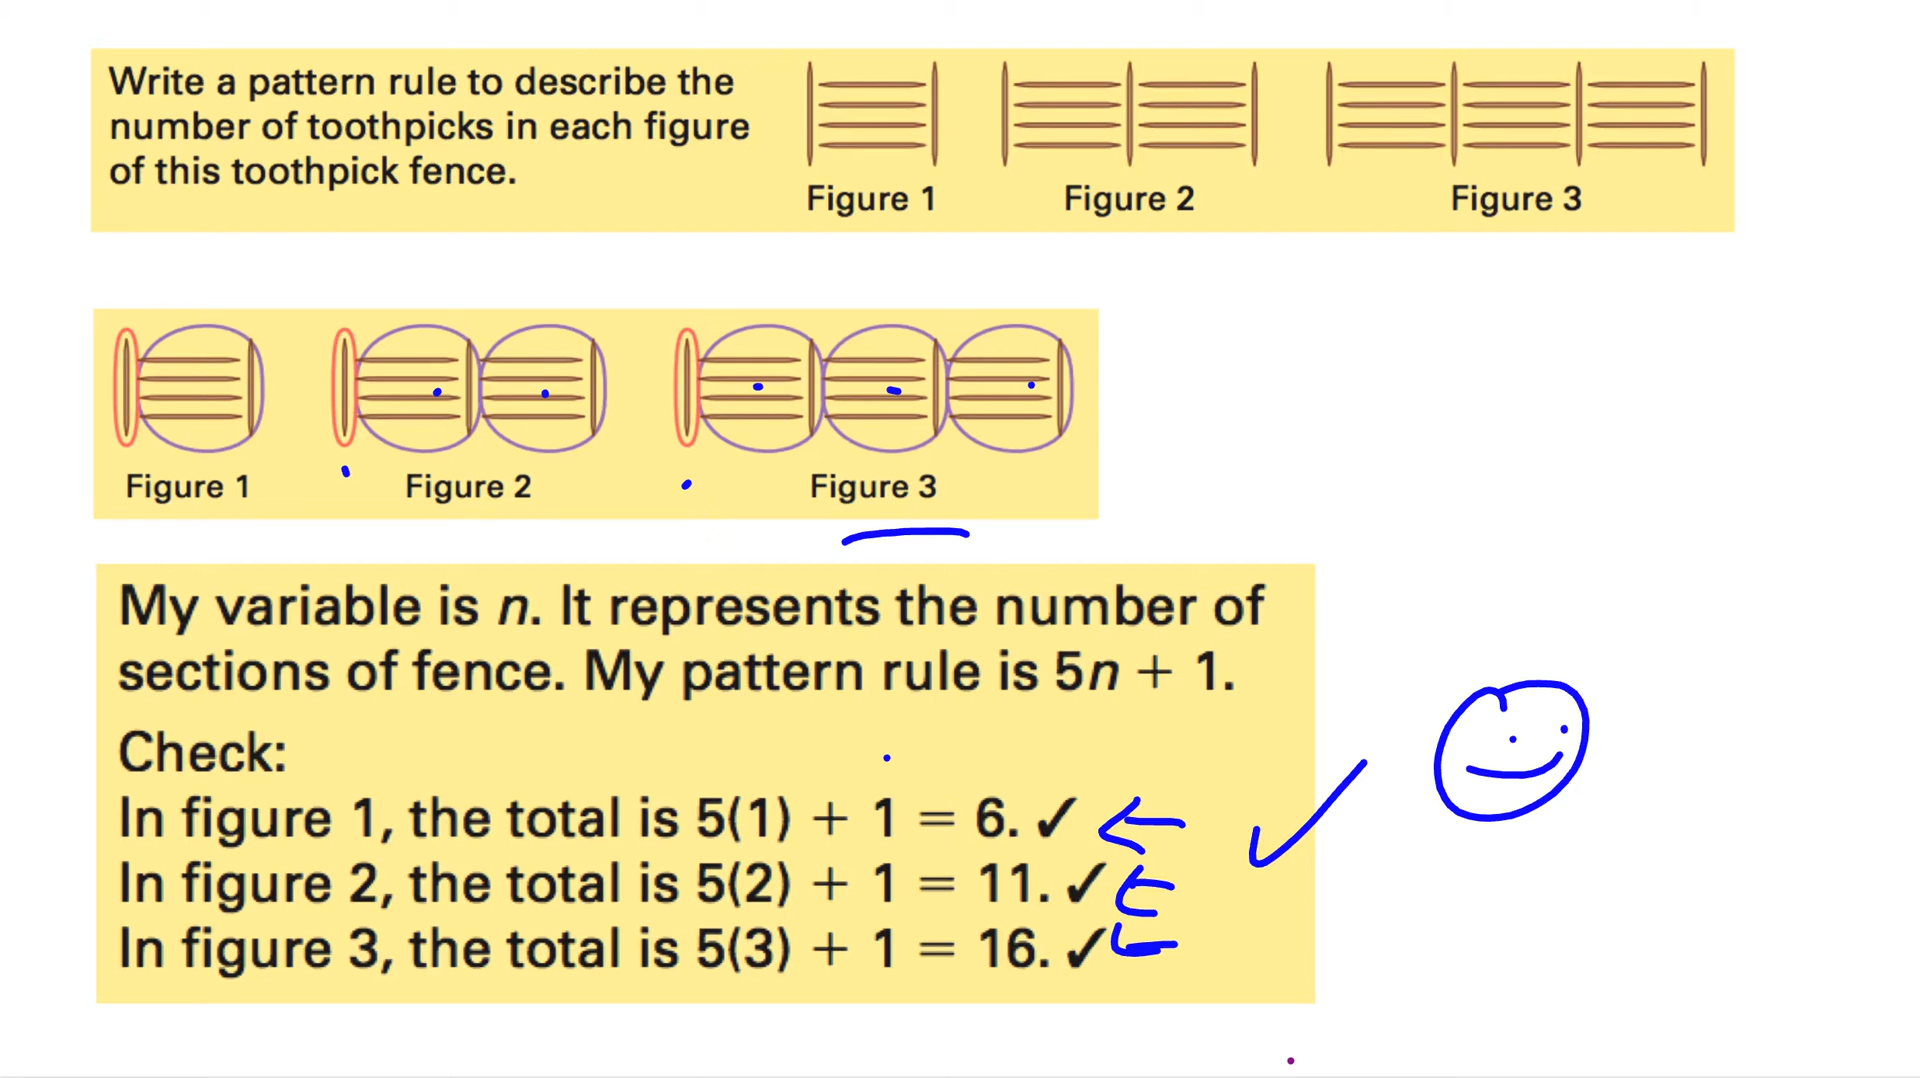 Write a pattern rule to describe the
number of toothpicks in each figure
of this toothpick fence.
Figure 1 Figure 2 Figure 3
Figure 1 Figure 2 Figure 3
My variable is n. It represents the number of
sections of fence. My pattern rule is 5n + 1.
Check:
In figure 1, the total is 5(1) + 1 = 6. ✓
In figure 2, the total is 5(2) + 1 = 11. ✓
In figure 3, the total is 5(3) + 1 = 16. ✓